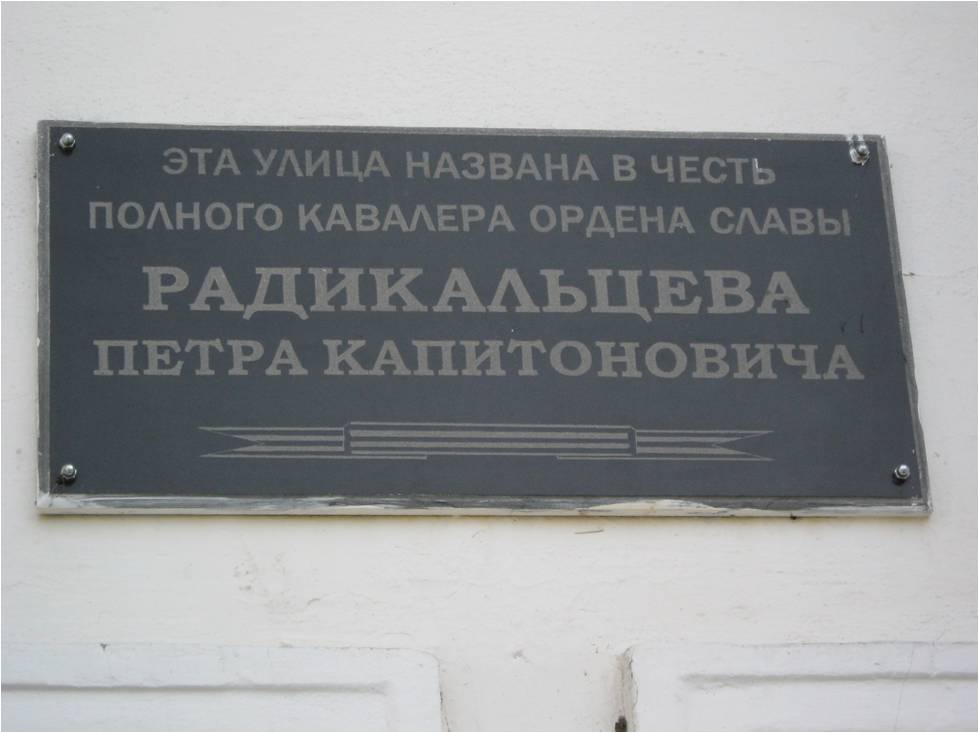 ЭТА УЛИЦА НАЗВАНА В ЧЕСТЬ
ПОЛНОГО КАВАЛЕРА ОРДЕНА СЛАВЫ
РАДИКАЛЬЦЕВА
ПЕТРА КАПИТОНОВИЧА